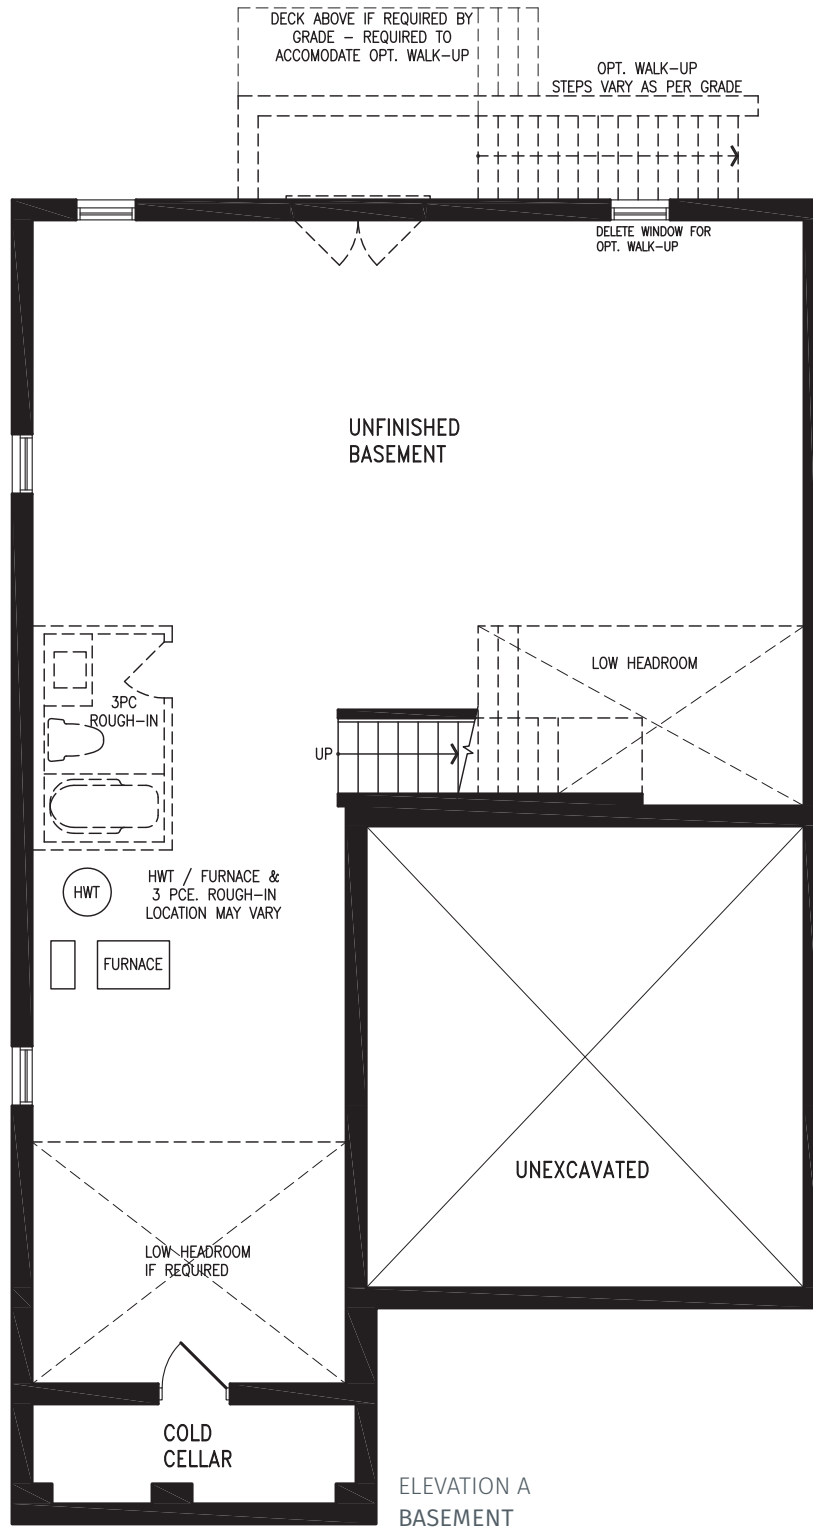 DECK ABOVE IF REQUIRED BY
GRADE – REQUIRED TO
ACCOMODATE OPT. WALK–UP
OPT. WALK–UP
STEPS VARY AS PER GRADE
DELETE WINDOW FOR
OPT. WALK–UP
UNFINISHED
BASEMENT
LOW HEADROOM
3PC
ROUGH–IN
UP
HWT
HWT / FURNACE &
3 PCE. ROUGH–IN
LOCATION MAY VARY
FURNACE
UNEXCAVATED
LOW HEADROOM
IF REQUIRED
COLD
CELLAR
ELEVATION A
BASEMENT